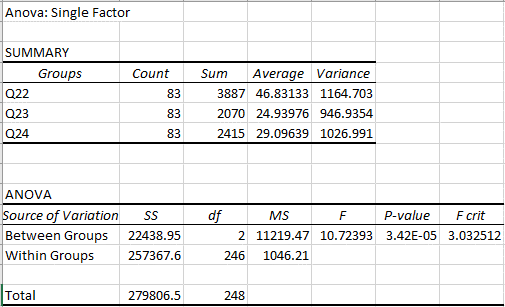 Anova: Single Factor
SUMMARY
Groups Count Sum Average Variance
Q22 83 3887 46.83133 1164.703
Q23 83 2070 24.93976 946.9354
Q24 83 2415 29.09639 1026.991
ANOVA
Source of Variation SS df MS F P-value F crit
Between Groups 22438.95 2 11219.47 10.72393 3.42E-05 3.032512
Within Groups 257367.6 246 1046.21
Total 279806.5 248